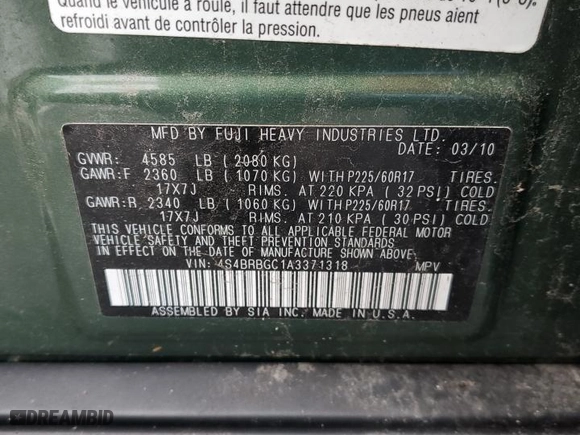 Quand le véhicule a roulé, il faut attendre que les pneus aient
refroidi avant de contrôler la pression.
MFD BY FUJI HEAVY INDUSTRIES LTD.
DATE: 03/10
GVWR: 4585 LB (2080 KG)
GAWR:F 2360 LB (1070 KG) WITH P225/60R17 TIRES.
17X7J RIMS. AT 220 KPA (32 PSI) COLD
GAWR:R 2340 LB (1060 KG) WITH P225/60R17 TIRES.
17X7J RIMS. AT 210 KPA (30 PSI) COLD
THIS VEHICLE CONFORMS TO ALL APPLICABLE FEDERAL MOTOR
VEHICLE SAFETY AND THEFT PREVENTION STANDARDS
IN EFFECT ON THE DATE OF MANUFACTURE SHOWN ABOVE.
VIN: 4S4BRBGC1A3371318 MPV
ASSEMBLED BY SIA INC. MADE IN U.S.A.
DREAMBID